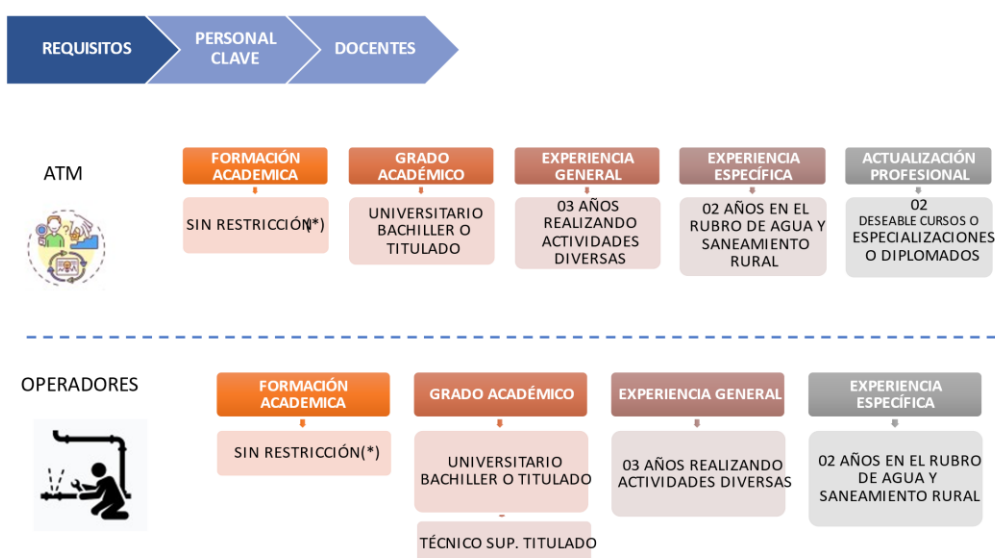 REQUISITOS
PERSONAL
CLAVE
DOCENTES
ATM
FORMACIÓN
ACADEMICA
SIN RESTRICCIÓN(*)
GRADO
ACADÉMICO
UNIVERSITARIO
BACHILLER O
TITULADO
EXPERIENCIA
GENERAL
03 AÑOS
REALIZANDO
ACTIVIDADES
DIVERSAS
EXPERIENCIA
ESPECÍFICA
02 AÑOS EN EL
RUBRO DE AGUA Y
SANEAMIENTO
RURAL
ACTUALIZACIÓN
PROFESIONAL
02
DESEABLE CURSOS O
ESPECIALIZACIONES
O DIPLOMADOS
OPERADORES
FORMACIÓN
ACADEMICA
SIN RESTRICCIÓN(*)
GRADO ACADÉMICO
UNIVERSITARIO
BACHILLER O TITULADO
TÉCNICO SUP. TITULADO
EXPERIENCIA GENERAL
03 AÑOS REALIZANDO
ACTIVIDADES DIVERSAS
EXPERIENCIA
ESPECÍFICA
02 AÑOS EN EL RUBRO
DE AGUA Y
SANEAMIENTO RURAL